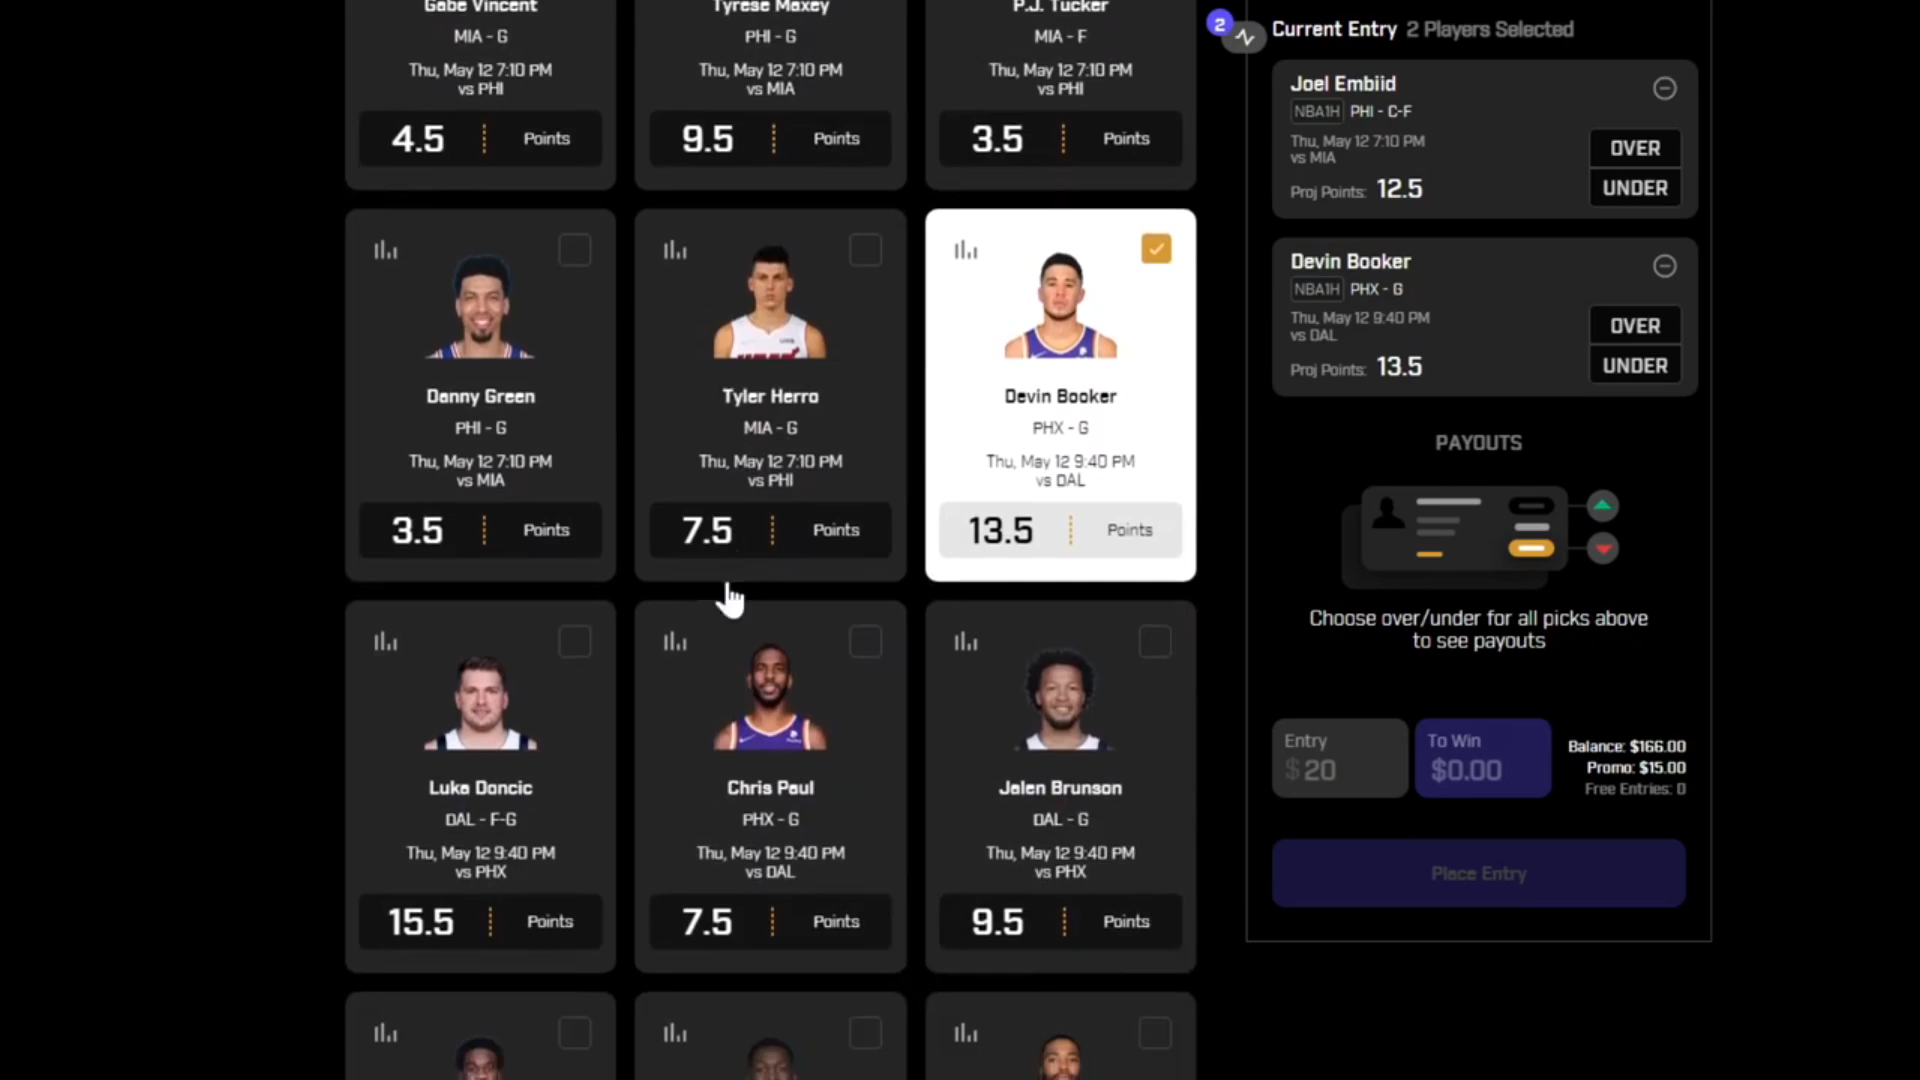 Gabe Vincent
MIA - G
Thu, May 12 7:10 PM
vs PHI
4.5 Points
Tyrese Maxey
PHI - G
Thu, May 12 7:10 PM
vs MIA
9.5 Points
P.J. Tucker
MIA - F
Thu, May 12 7:10 PM
vs PHI
3.5 Points
Danny Green
PHI - G
Thu, May 12 7:10 PM
vs MIA
3.5 Points
Tyler Herro
MIA - G
Thu, May 12 7:10 PM
vs PHI
7.5 Points
Devin Booker
PHX - G
Thu, May 12 9:40 PM
vs DAL
13.5 Points
Luka Doncic
DAL - F-G
Thu, May 12 9:40 PM
vs PHX
15.5 Points
Chris Paul
PHX - G
Thu, May 12 9:40 PM
vs DAL
7.5 Points
Jalen Brunson
DAL - G
Thu, May 12 9:40 PM
vs PHX
9.5 Points
2
Current Entry 2 Players Selected
Joel Embiid
NBA1H PHI - C-F
Thu, May 12 7:10 PM
vs MIA
Proj Points: 12.5
OVER
UNDER
Devin Booker
NBA1H PHX - G
Thu, May 12 9:40 PM
vs DAL
Proj Points: 13.5
OVER
UNDER
PAYOUTS
Choose over/under for all picks above
to see payouts
Entry
$ 20
To Win
$0.00
Balance: $166.00
Promo: $15.00
Free Entries: 0
Place Entry